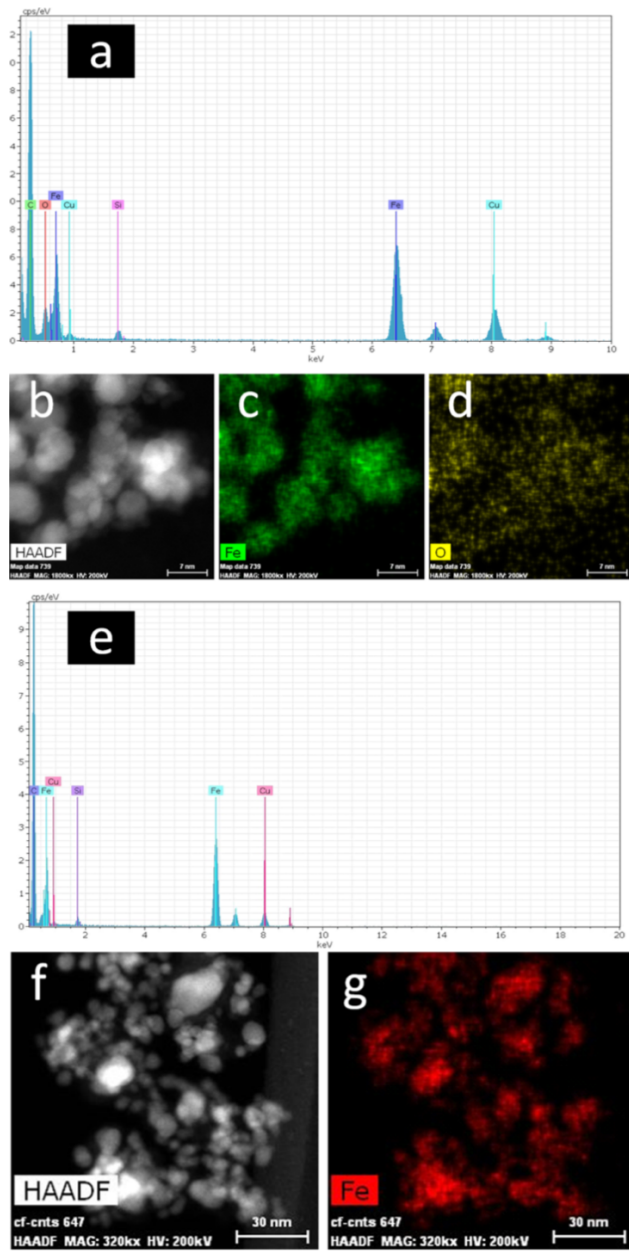 cps/eV
a
2
2
0
8
6
4
2
0
Fe
C O Cu Si Fe Cu
1 2 3 4 5 6 7 8 9 10
keV
b
HAADF
Map data 739
HAADF MAG: 1800kx HV: 200kV
7 nm
c
Fe
Map data 739
HAADF MAG: 1800kx HV: 200kV
7 nm
d
O
Map data 739
HAADF MAG: 1800kx HV: 200kV
7 nm
cps/eV
e
9
8
7
6
5
4
3
2
1
0
Cu
C Fe Si Fe Cu
2 4 6 8 10 12 14 16 18 20
keV
f
HAADF
cf-cnts 647
HAADF MAG: 320kx HV: 200kV
30 nm
g
Fe
cf-cnts 647
HAADF MAG: 320kx HV: 200kV
30 nm